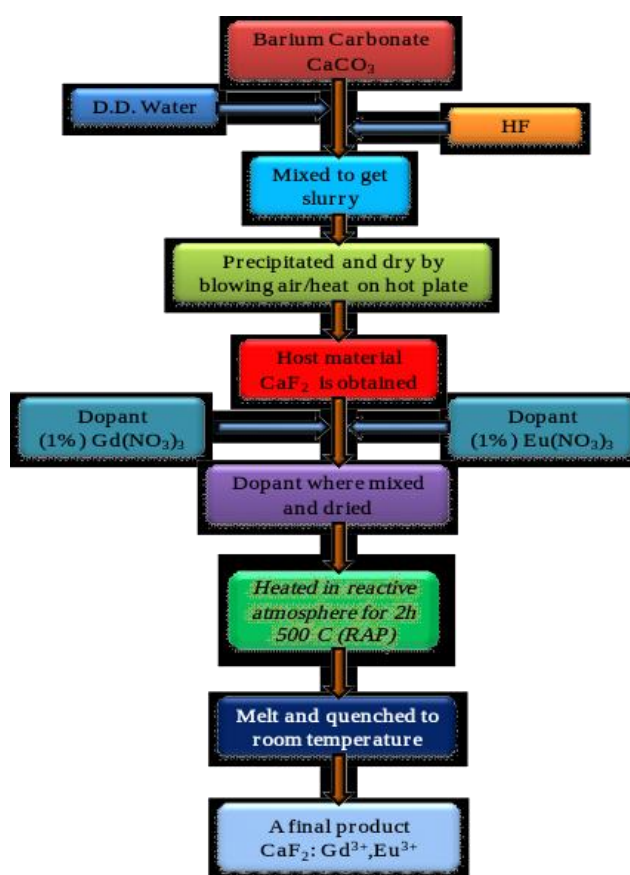 Barium Carbonate
CaCO₃
D.D. Water
HF
Mixed to get
slurry
Precipitated and dry by
blowing air/heat on hot plate
Host material
CaF₂ is obtained
Dopant
(1%) Gd(NO₃)₃
Dopant
(1%) Eu(NO₃)₃
Dopant where mixed
and dried
Heated in reactive
atmosphere for 2h
500 C (RAP)
Melt and quenched to
room temperature
A final product
CaF₂: Gd³⁺,Eu³⁺